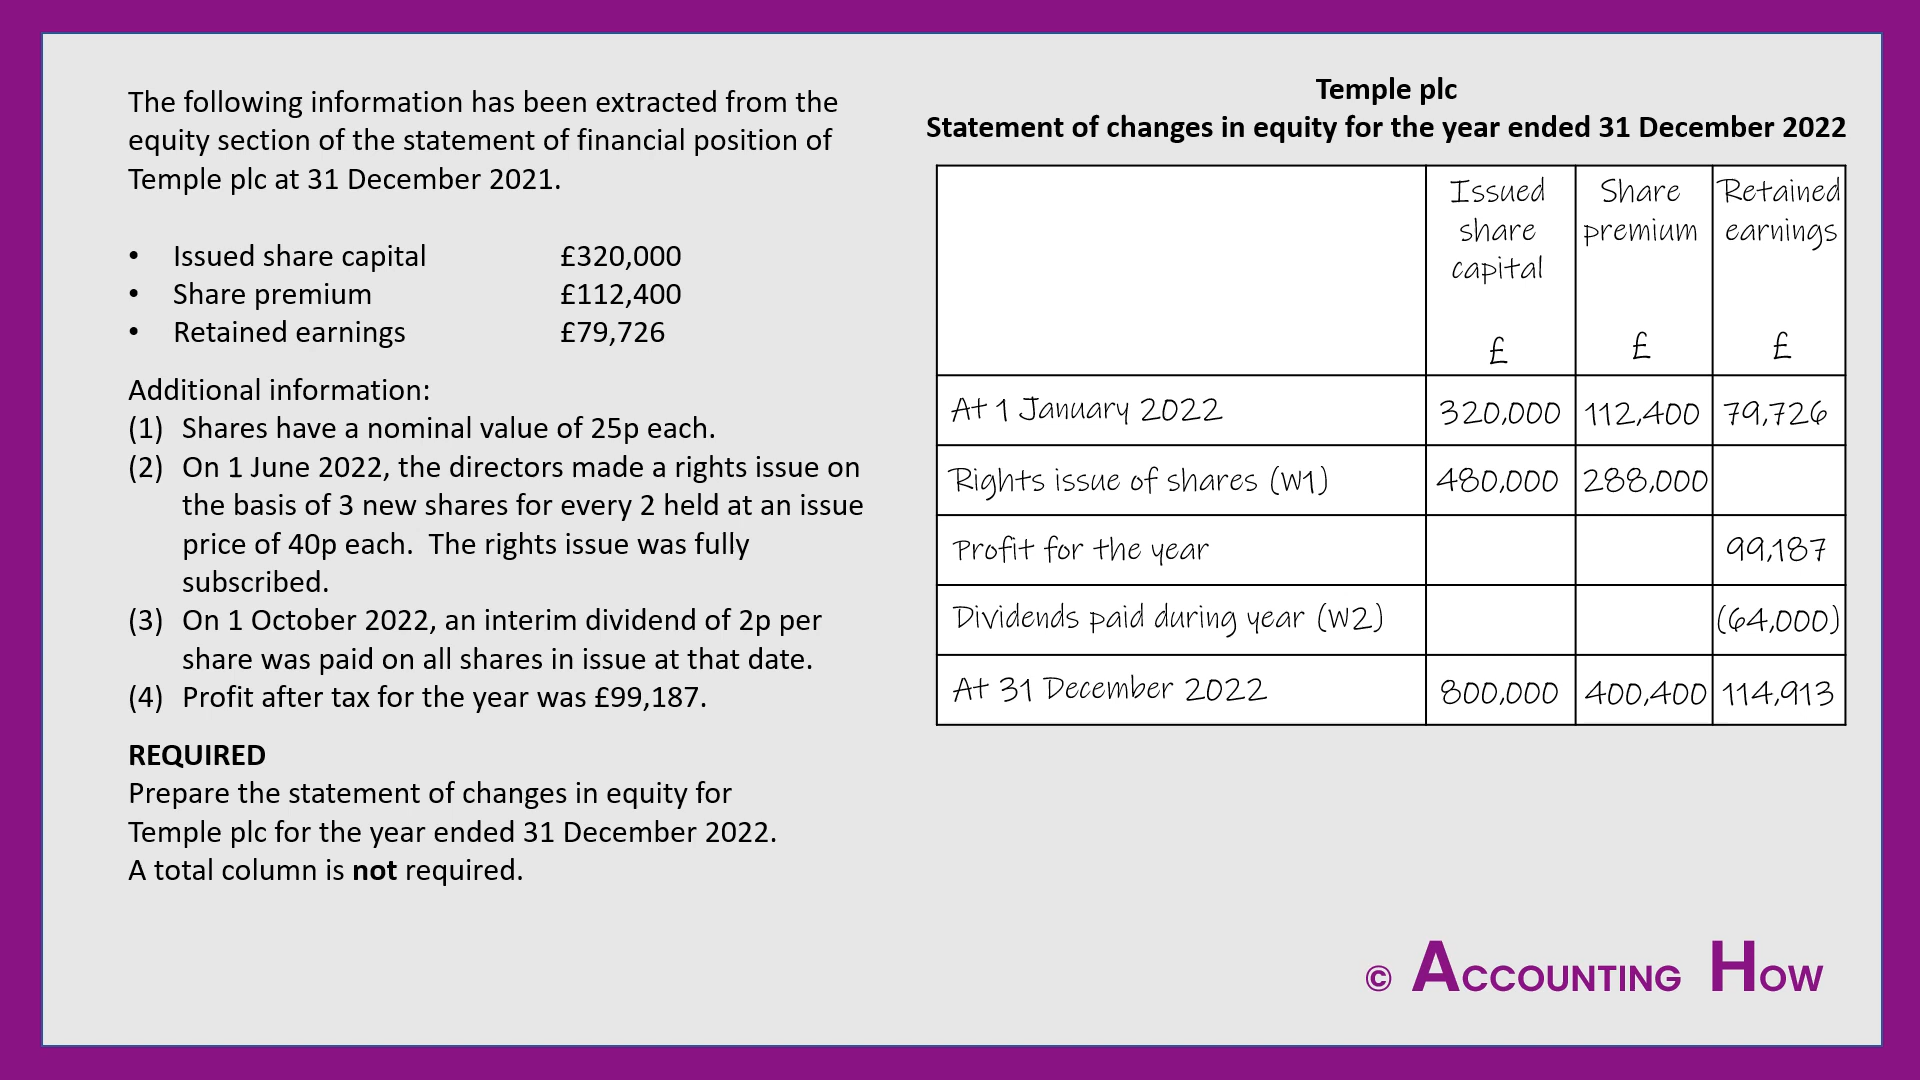 The following information has been extracted from the
equity section of the statement of financial position of
Temple plc at 31 December 2021.
• Issued share capital £320,000
• Share premium £112,400
• Retained earnings £79,726
Additional information:
(1) Shares have a nominal value of 25p each.
(2) On 1 June 2022, the directors made a rights issue on
the basis of 3 new shares for every 2 held at an issue
price of 40p each. The rights issue was fully
subscribed.
(3) On 1 October 2022, an interim dividend of 2p per
share was paid on all shares in issue at that date.
(4) Profit after tax for the year was £99,187.
REQUIRED
Prepare the statement of changes in equity for
Temple plc for the year ended 31 December 2022.
A total column is not required.
Temple plc
Statement of changes in equity for the year ended 31 December 2022
Issued Share Retained
share premium earnings
capital
£ £ £
At 1 January 2022 320,000 112,400 79,726
Rights issue of shares (W1) 480,000 288,000
Profit for the year 99,187
Dividends paid during year (W2) (64,000)
At 31 December 2022 800,000 400,400 114,913
© ACCOUNTING HOW